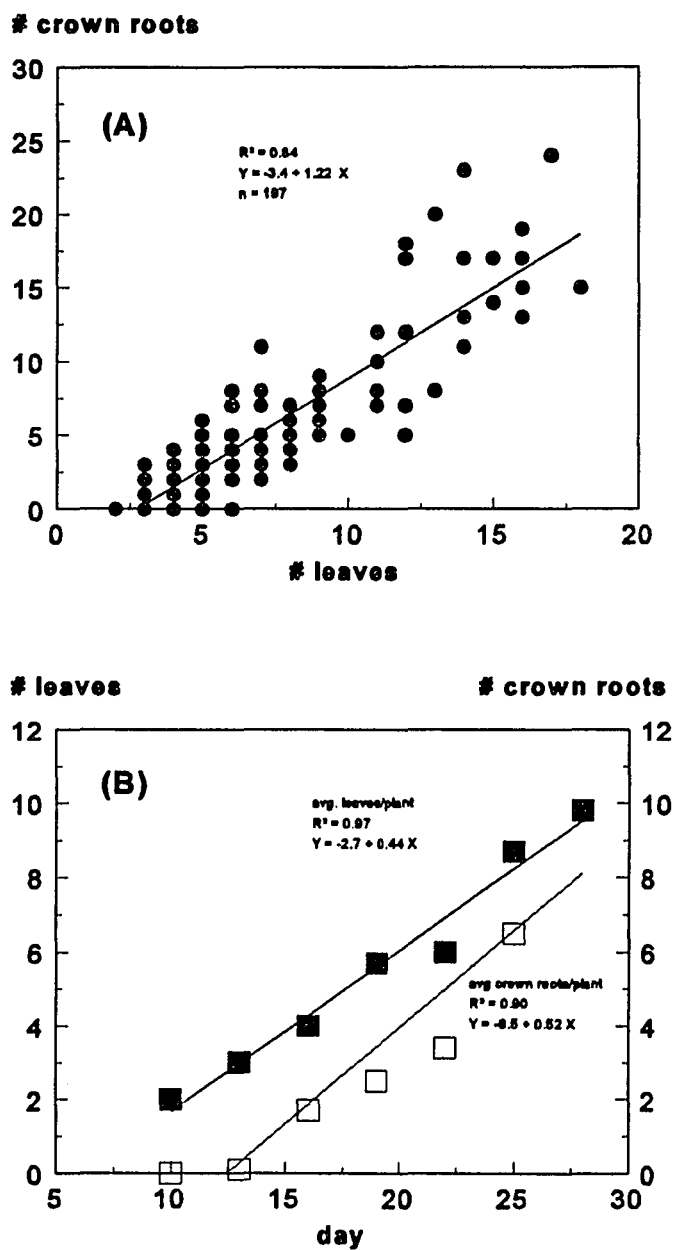 # crown roots
30
(A)
25
R² = 0.84
Y = -3.4 + 1.22 X
n = 197
20
15
10
5
0
0 5 10 15 20
# leaves
# leaves # crown roots
12 12
(B)
10 10
avg. leaves/plant
R² = 0.97
Y = -2.7 + 0.44 X
8 8
6 6
avg crown roots/plant
R² = 0.90
Y = -6.5 + 0.52 X
4 4
2 2
0 0
5 10 15 20 25 30
day